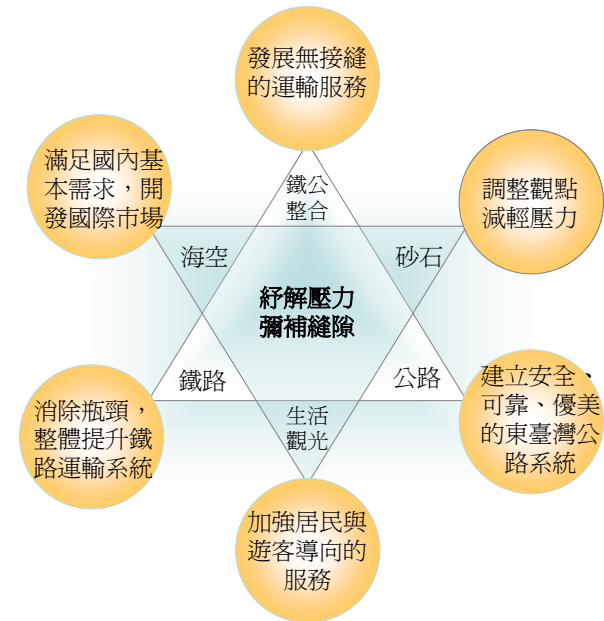 發展無接縫
的運輸服務
滿足國內基
本需求，開
發國際市場
調整觀點
減輕壓力
鐵公
整合
海空
砂石
紓解壓力
彌補縫隙
鐵路
公路
生活
觀光
消除瓶頸，
整體提升鐵
路運輸系統
建立安全、
可靠、優美
的東臺灣公
路系統
加強居民與
遊客導向的
服務